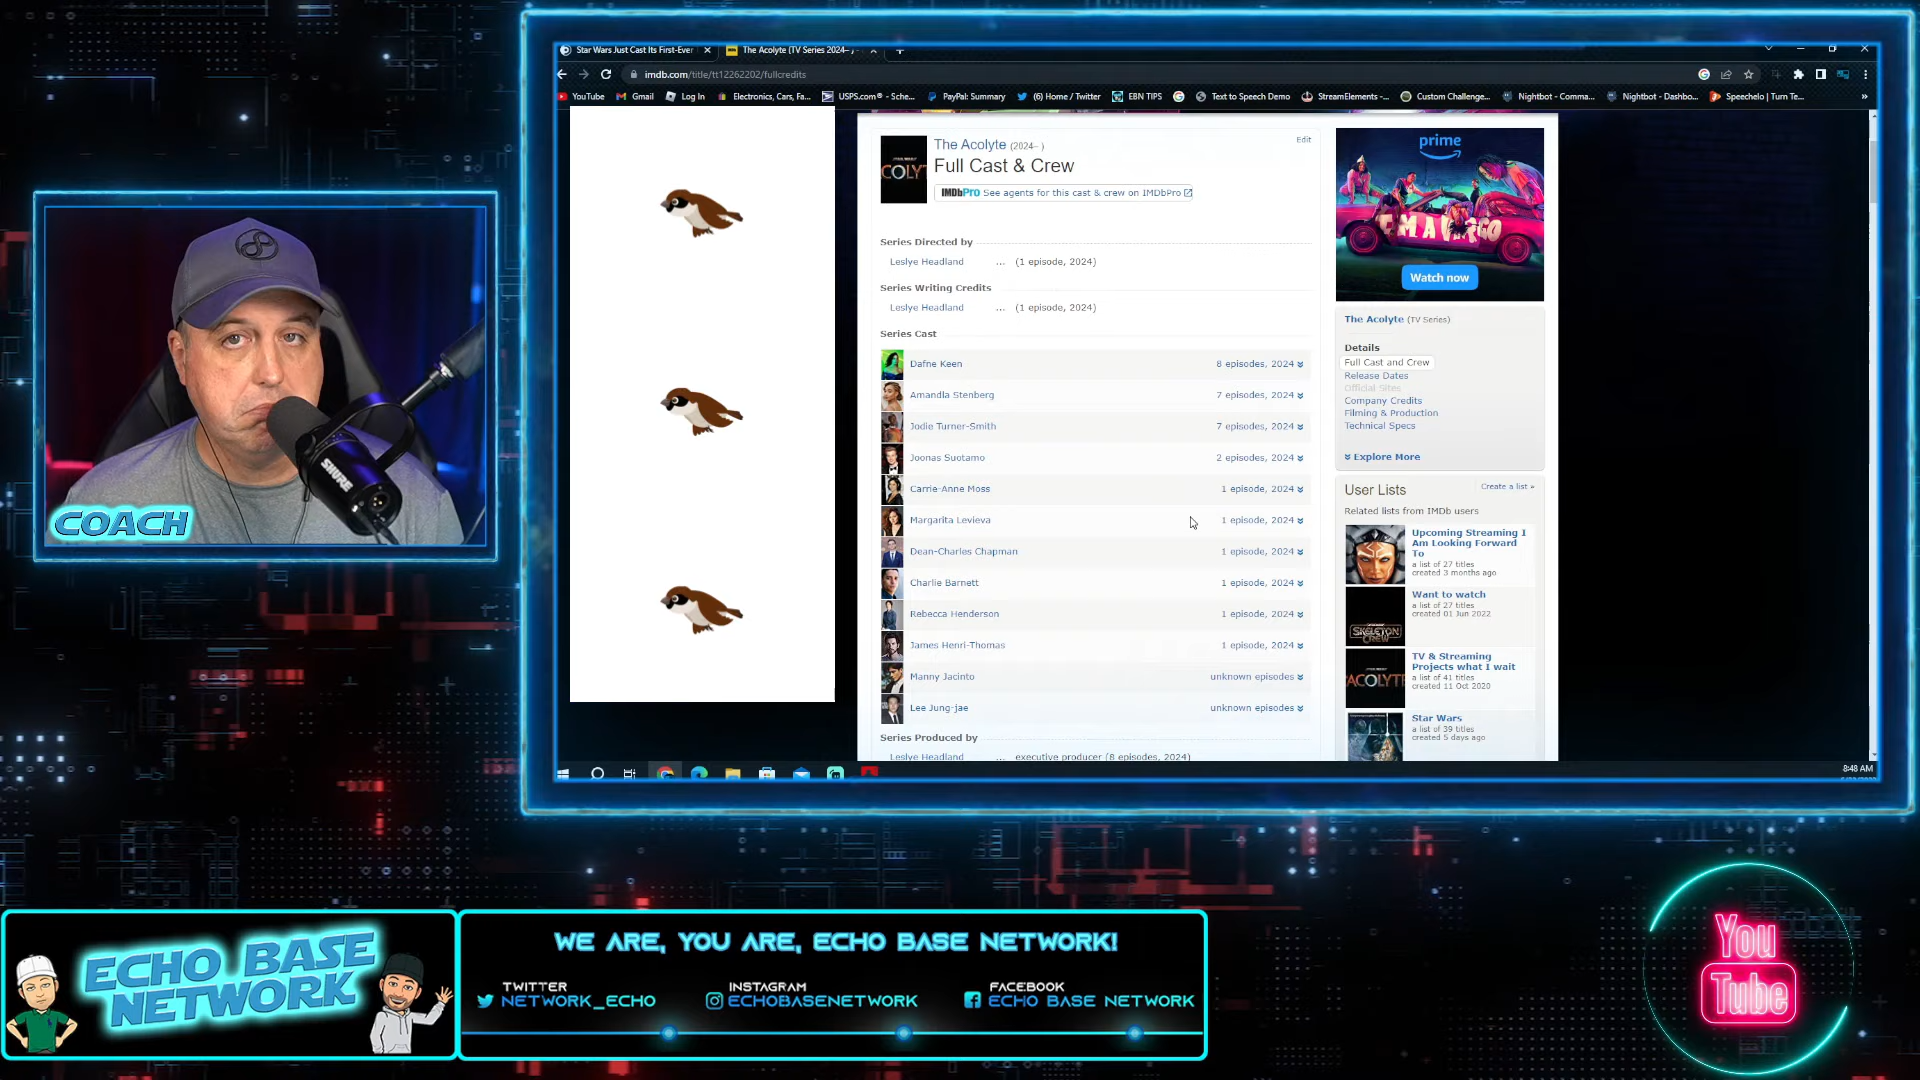 Star Wars Just Cast Its First-Ever
The Acolyte (TV Series 2024– )
imdb.com/title/tt12262202/fullcredits
YouTube
Gmail
Log In
Electronics, Cars, Fa...
USPS.com® - Sche...
PayPal: Summary
(6) Home / Twitter
EBN TIPS
Text to Speech Demo
StreamElements -...
Custom Challenge...
Nightbot - Comma...
Nightbot - Dashbo...
Speechelo | Turn Te...
COLYT
The Acolyte (2024– )
Edit
Full Cast & Crew
IMDbPro See agents for this cast & crew on IMDbPro
Series Directed by
Leslye Headland ... (1 episode, 2024)
Series Writing Credits
Leslye Headland ... (1 episode, 2024)
Series Cast
Dafne Keen 8 episodes, 2024
Amandla Stenberg 7 episodes, 2024
Jodie Turner-Smith 7 episodes, 2024
Joonas Suotamo 2 episodes, 2024
Carrie-Anne Moss 1 episode, 2024
Margarita Levieva 1 episode, 2024
Dean-Charles Chapman 1 episode, 2024
Charlie Barnett 1 episode, 2024
Rebecca Henderson 1 episode, 2024
James Henri-Thomas 1 episode, 2024
Manny Jacinto unknown episodes
Lee Jung-jae unknown episodes
Series Produced by
Leslye Headland ... executive producer (8 episodes, 2024)
prime
I'M A VIRGO
Watch now
The Acolyte (TV Series)
Details
Full Cast and Crew
Release Dates
Official Sites
Company Credits
Filming & Production
Technical Specs
Explore More
User Lists
Create a list »
Related lists from IMDb users
Upcoming Streaming I
Am Looking Forward
To
a list of 27 titles
created 3 months ago
SKELETON
CREW
Want to watch
a list of 27 titles
created 01 Jun 2022
ACOLYTE
TV & Streaming
Projects what I wait
a list of 41 titles
created 11 Oct 2020
Star Wars
a list of 39 titles
created 5 days ago
8:48 AM
SHURE
COACH
ECHO BASE
NETWORK
WE ARE, YOU ARE, ECHO BASE NETWORK!
TWITTER
NETWORK_ECHO
INSTAGRAM
ECHOBASENETWORK
FACEBOOK
ECHO BASE NETWORK
You
Tube